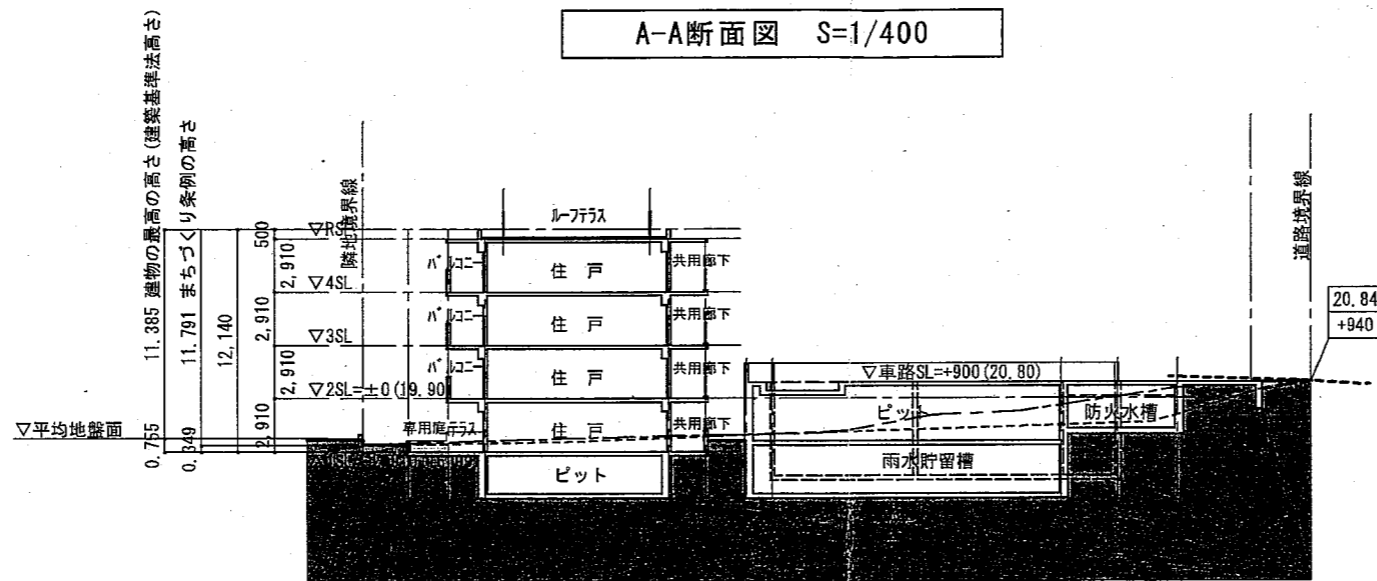 A-A断面図 S=1/400
11.385 建物の最高の高さ(建築基準法高さ)
11.791 まちづくり条例の高さ
12,140
0.755
0.349
500
2,910
2,910
2,910
2,910
隣地境界線
道路境界線
ルーフテラス
▽RSL
バルコニー
住戸
共用廊下
▽4SL
バルコニー
住戸
共用廊下
▽3SL
バルコニー
住戸
共用廊下
▽2SL=±0(19.90)
専用庭テラス
住戸
共用廊下
▽平均地盤面
ピット
▽車路SL=+900(20.80)
ピット
防火水槽
雨水貯留槽
20.84
+940